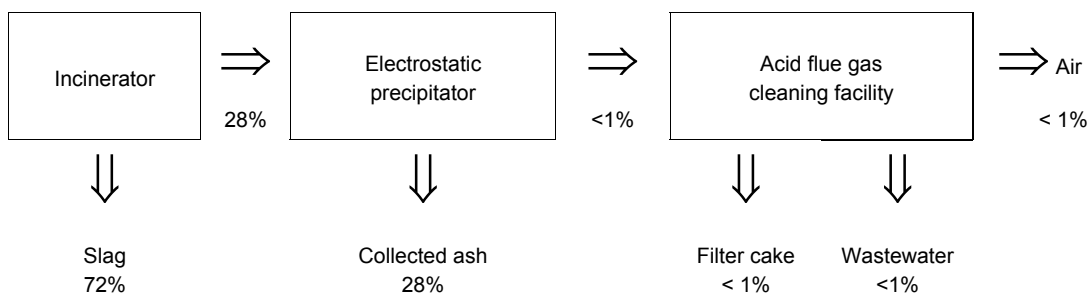 Incinerator
28%
Electrostatic
precipitator
<1%
Acid flue gas
cleaning facility
Air
< 1%
Slag
72%
Collected ash
28%
Filter cake
< 1%
Wastewater
<1%